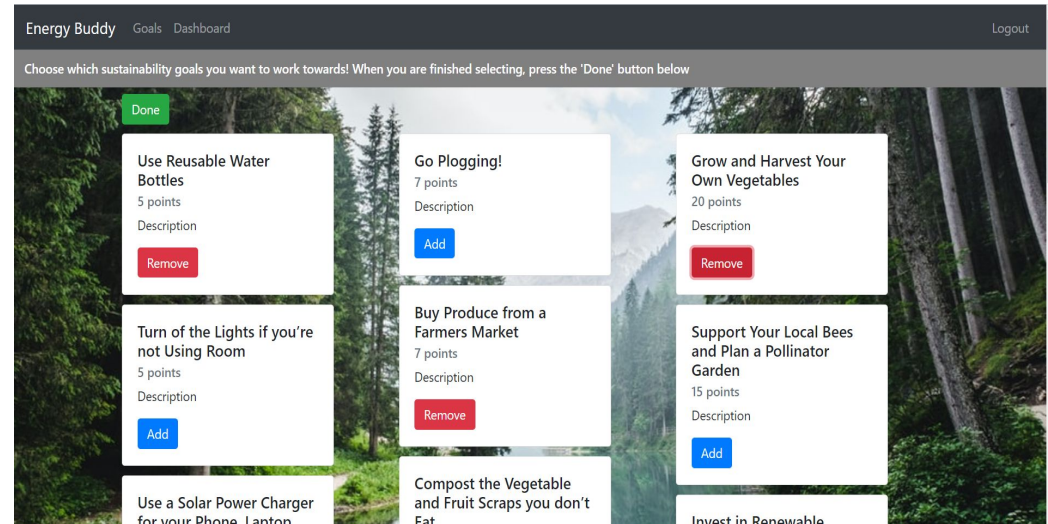 Energy Buddy Goals Dashboard Logout
Choose which sustainability goals you want to work towards! When you are finished selecting, press the 'Done' button below
Done
Use Reusable Water
Bottles
5 points
Description
Remove
Turn of the Lights if you're
not Using Room
5 points
Description
Add
Use a Solar Power Charger
for your Phone, Laptop
Go Plogging!
7 points
Description
Add
Buy Produce from a
Farmers Market
7 points
Description
Remove
Compost the Vegetable
and Fruit Scraps you don't
Eat
Grow and Harvest Your
Own Vegetables
20 points
Description
Remove
Support Your Local Bees
and Plan a Pollinator
Garden
15 points
Description
Add
Invest in Renewable